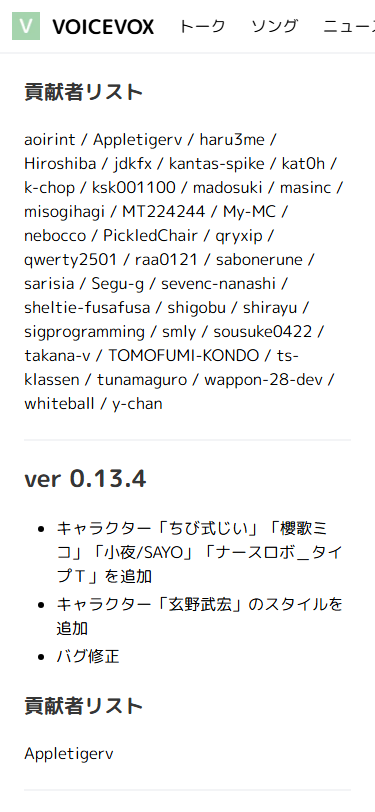 V VOICEVOX トーク ソング ニュース
貢献者リスト
aoirint / Appletigerv / haru3me /
Hiroshiba / jdkfx / kantas-spike / kat0h /
k-chop / ksk001100 / madosuki / masinc /
misogihagi / MT224244 / My-MC /
nebocco / PickledChair / qryxip /
qwerty2501 / raa0121 / sabonerune /
sarisia / Segu-g / sevenc-nanashi /
sheltie-fusafusa / shigobu / shirayu /
sigprogramming / smly / sousuke0422 /
takana-v / TOMOFUMI-KONDO / ts-
klassen / tunamaguro / wappon-28-dev /
whiteball / y-chan
ver 0.13.4
• キャラクター「ちび式じい」「櫻歌ミ
コ」「小夜/SAYO」「ナースロボ＿タイ
プＴ」を追加
• キャラクター「玄野武宏」のスタイルを
追加
• バグ修正
貢献者リスト
Appletigerv